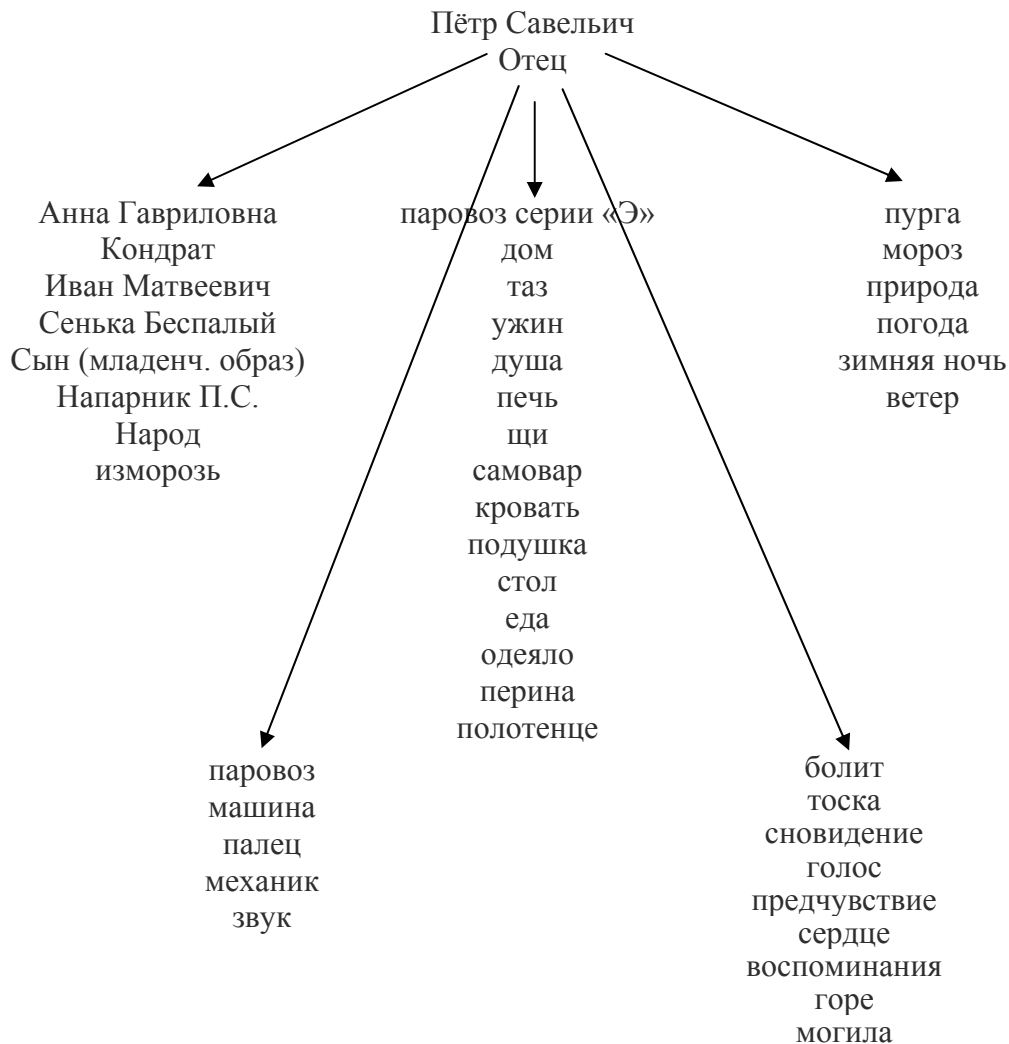 Пётр Савельич
Отец
Анна Гавриловна
Кондрат
Иван Матвеевич
Сенька Беспалый
Сын (младенч. образ)
Напарник П.С.
Народ
изморозь
паровоз серии «Э»
дом
таз
ужин
душа
печь
щи
самовар
кровать
подушка
стол
еда
одеяло
перина
полотенце
пурга
мороз
природа
погода
зимняя ночь
ветер
паровоз
машина
палец
механик
звук
болит
тоска
сновидение
голос
предчувствие
сердце
воспоминания
горе
могила